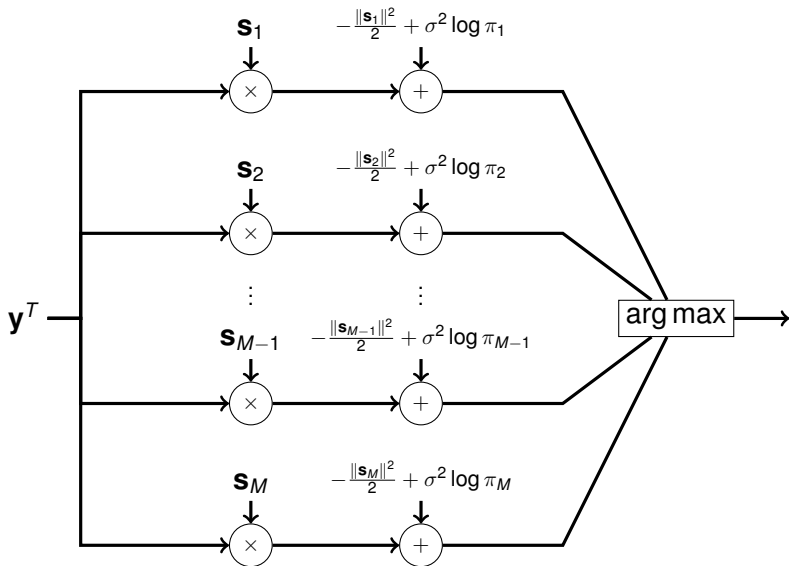 s₁ −‖s₁‖²/2 + σ² log π₁
× +
s₂ −‖s₂‖²/2 + σ² log π₂
× +
⋮ ⋮
yᵀ arg max
s_{M−1} −‖s_{M−1}‖²/2 + σ² log π_{M−1}
× +
s_M −‖s_M‖²/2 + σ² log π_M
× +